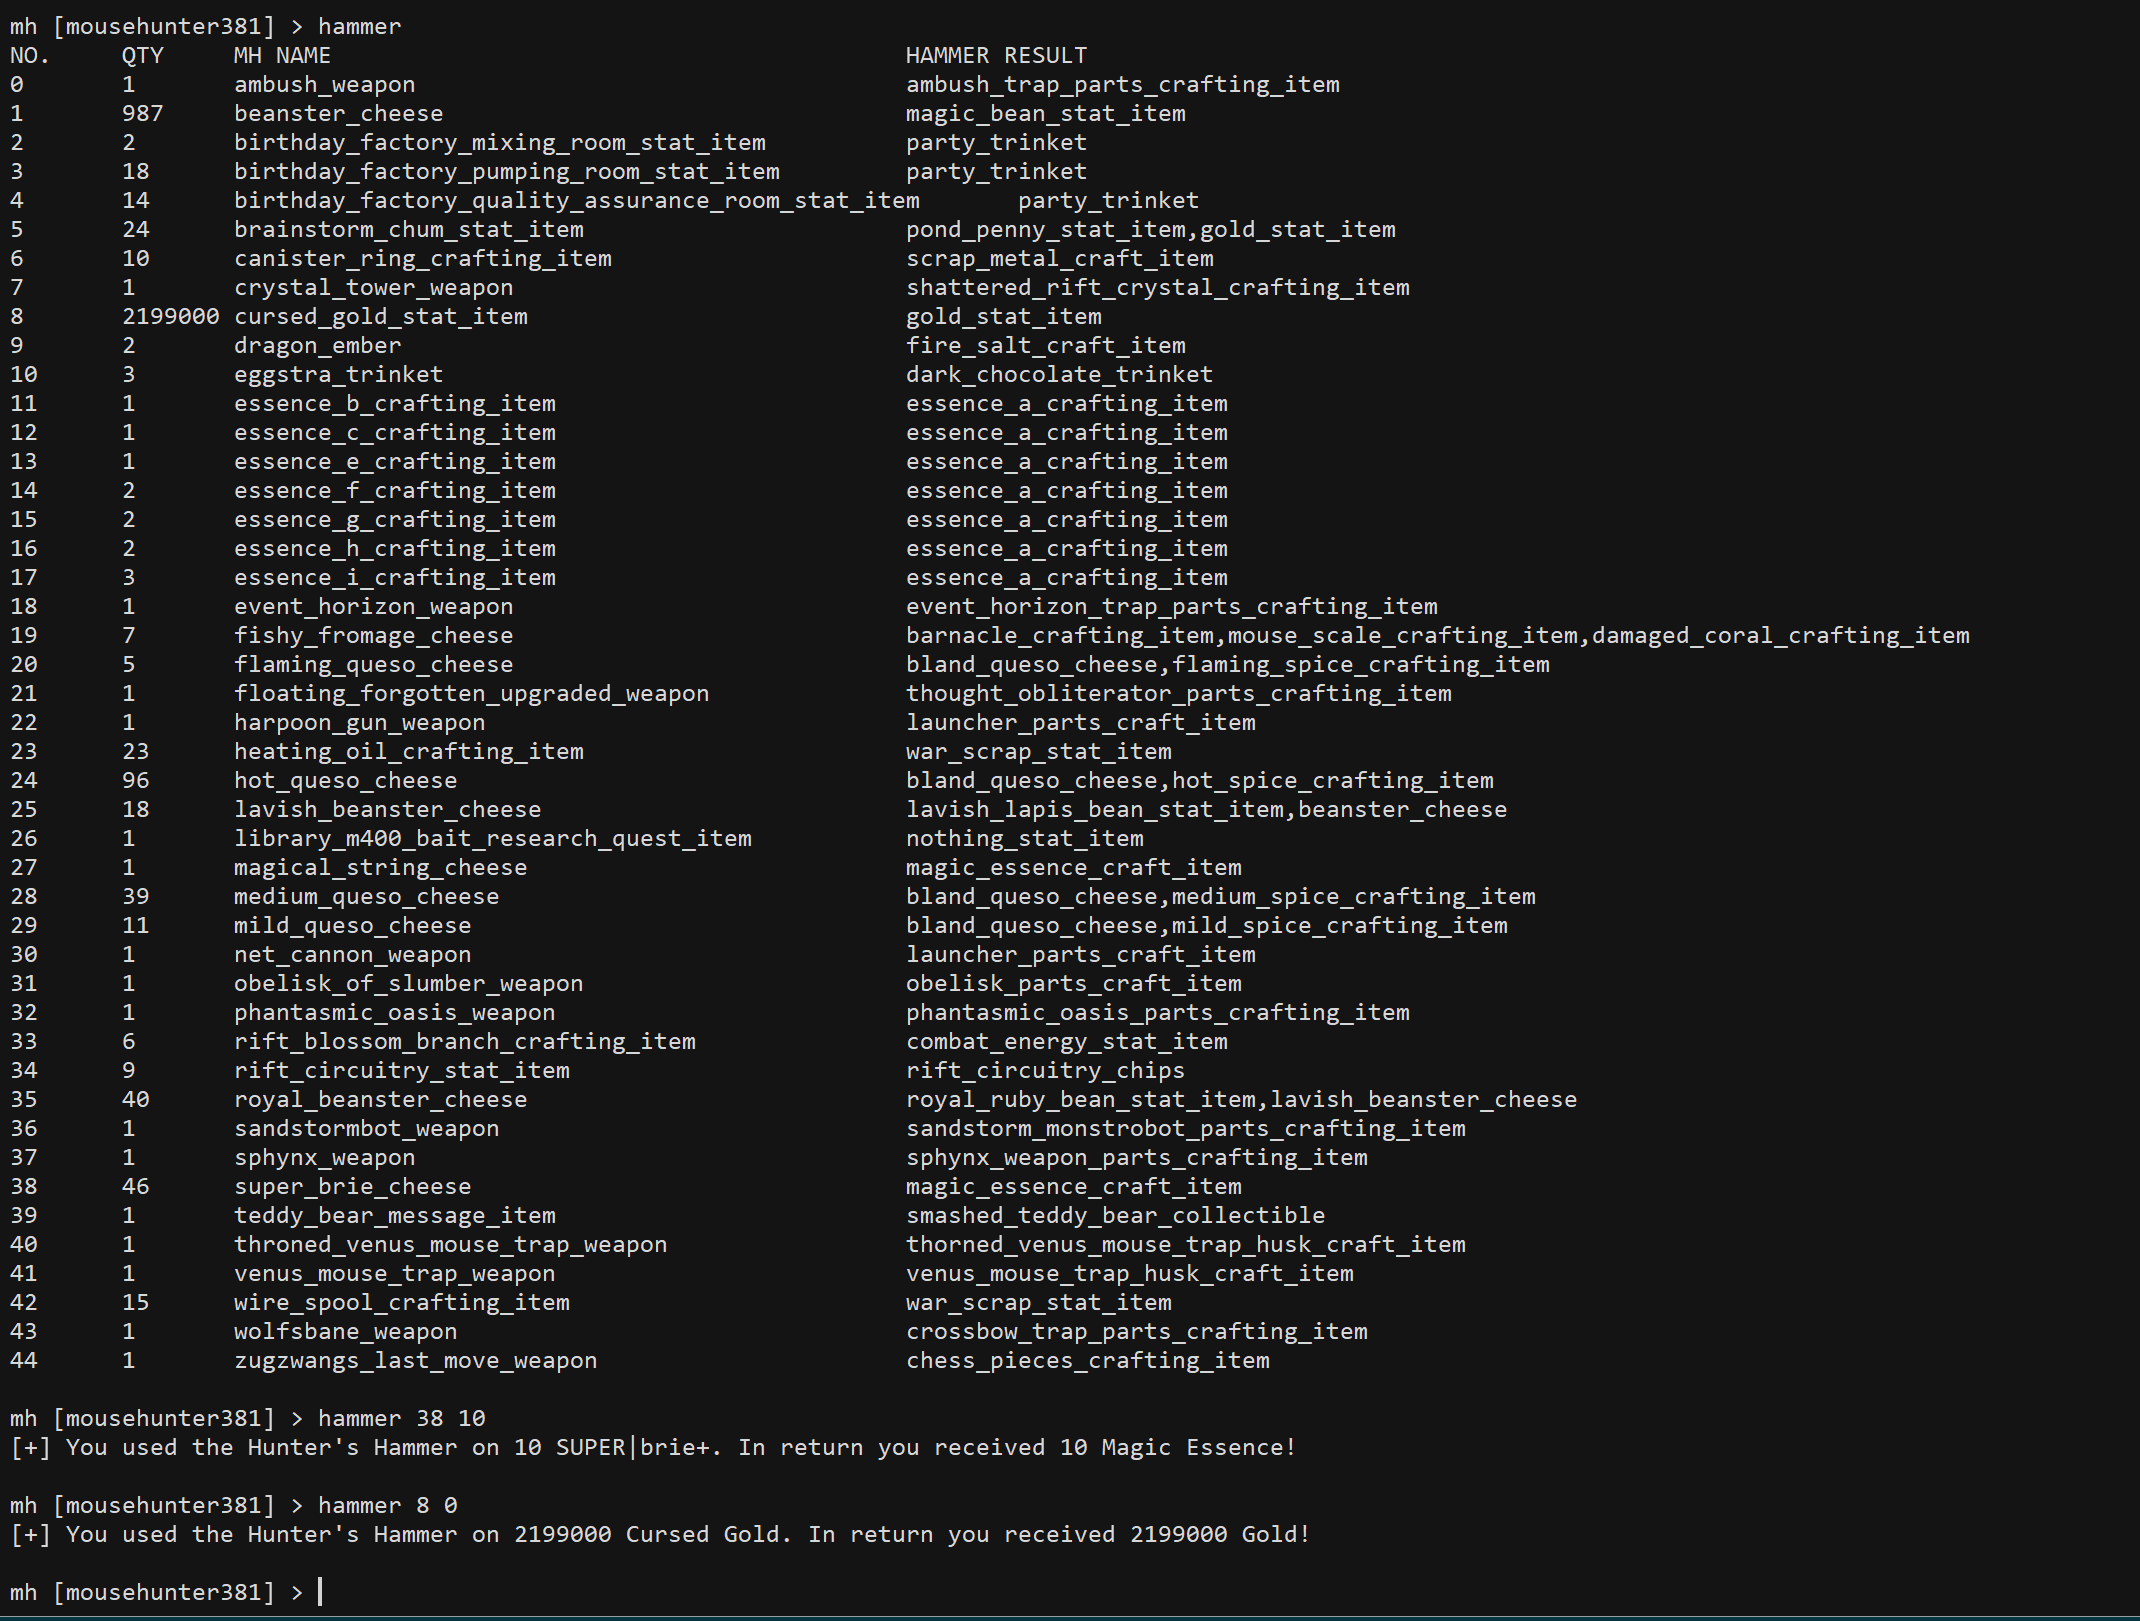 mh [mousehunter381] > hammer
NO.     QTY     MH NAME                                         HAMMER RESULT
0       1       ambush_weapon                                   ambush_trap_parts_crafting_item
1       987     beanster_cheese                                 magic_bean_stat_item
2       2       birthday_factory_mixing_room_stat_item          party_trinket
3       18      birthday_factory_pumping_room_stat_item         party_trinket
4       14      birthday_factory_quality_assurance_room_stat_item       party_trinket
5       24      brainstorm_chum_stat_item                       pond_penny_stat_item,gold_stat_item
6       10      canister_ring_crafting_item                     scrap_metal_craft_item
7       1       crystal_tower_weapon                            shattered_rift_crystal_crafting_item
8       2199000 cursed_gold_stat_item                           gold_stat_item
9       2       dragon_ember                                    fire_salt_craft_item
10      3       eggstra_trinket                                 dark_chocolate_trinket
11      1       essence_b_crafting_item                         essence_a_crafting_item
12      1       essence_c_crafting_item                         essence_a_crafting_item
13      1       essence_e_crafting_item                         essence_a_crafting_item
14      2       essence_f_crafting_item                         essence_a_crafting_item
15      2       essence_g_crafting_item                         essence_a_crafting_item
16      2       essence_h_crafting_item                         essence_a_crafting_item
17      3       essence_i_crafting_item                         essence_a_crafting_item
18      1       event_horizon_weapon                            event_horizon_trap_parts_crafting_item
19      7       fishy_fromage_cheese                            barnacle_crafting_item,mouse_scale_crafting_item,damaged_coral_crafting_item
20      5       flaming_queso_cheese                            bland_queso_cheese,flaming_spice_crafting_item
21      1       floating_forgotten_upgraded_weapon              thought_obliterator_parts_crafting_item
22      1       harpoon_gun_weapon                              launcher_parts_craft_item
23      23      heating_oil_crafting_item                       war_scrap_stat_item
24      96      hot_queso_cheese                                bland_queso_cheese,hot_spice_crafting_item
25      18      lavish_beanster_cheese                          lavish_lapis_bean_stat_item,beanster_cheese
26      1       library_m400_bait_research_quest_item           nothing_stat_item
27      1       magical_string_cheese                           magic_essence_craft_item
28      39      medium_queso_cheese                             bland_queso_cheese,medium_spice_crafting_item
29      11      mild_queso_cheese                               bland_queso_cheese,mild_spice_crafting_item
30      1       net_cannon_weapon                               launcher_parts_craft_item
31      1       obelisk_of_slumber_weapon                       obelisk_parts_craft_item
32      1       phantasmic_oasis_weapon                         phantasmic_oasis_parts_crafting_item
33      6       rift_blossom_branch_crafting_item               combat_energy_stat_item
34      9       rift_circuitry_stat_item                        rift_circuitry_chips
35      40      royal_beanster_cheese                           royal_ruby_bean_stat_item,lavish_beanster_cheese
36      1       sandstormbot_weapon                             sandstorm_monstrobot_parts_crafting_item
37      1       sphynx_weapon                                   sphynx_weapon_parts_crafting_item
38      46      super_brie_cheese                               magic_essence_craft_item
39      1       teddy_bear_message_item                         smashed_teddy_bear_collectible
40      1       throned_venus_mouse_trap_weapon                 thorned_venus_mouse_trap_husk_craft_item
41      1       venus_mouse_trap_weapon                         venus_mouse_trap_husk_craft_item
42      15      wire_spool_crafting_item                        war_scrap_stat_item
43      1       wolfsbane_weapon                                crossbow_trap_parts_crafting_item
44      1       zugzwangs_last_move_weapon                      chess_pieces_crafting_item
mh [mousehunter381] > hammer 38 10
[+] You used the Hunter's Hammer on 10 SUPER|brie+. In return you received 10 Magic Essence!
mh [mousehunter381] > hammer 8 0
[+] You used the Hunter's Hammer on 2199000 Cursed Gold. In return you received 2199000 Gold!
mh [mousehunter381] >